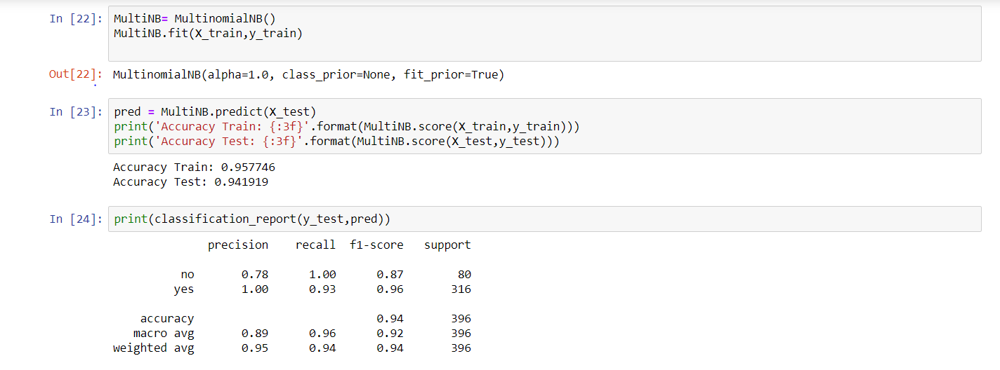 In [22]: MultiNB= MultinomialNB()
MultiNB.fit(X_train,y_train)
Out[22]: MultinomialNB(alpha=1.0, class_prior=None, fit_prior=True)
In [23]: pred = MultiNB.predict(X_test)
print('Accuracy Train: {:3f}'.format(MultiNB.score(X_train,y_train)))
print('Accuracy Test: {:3f}'.format(MultiNB.score(X_test,y_test)))
Accuracy Train: 0.957746
Accuracy Test: 0.941919
In [24]: print(classification_report(y_test,pred))
precision recall f1-score support
no 0.78 1.00 0.87 80
yes 1.00 0.93 0.96 316
accuracy 0.94 396
macro avg 0.89 0.96 0.92 396
weighted avg 0.95 0.94 0.94 396